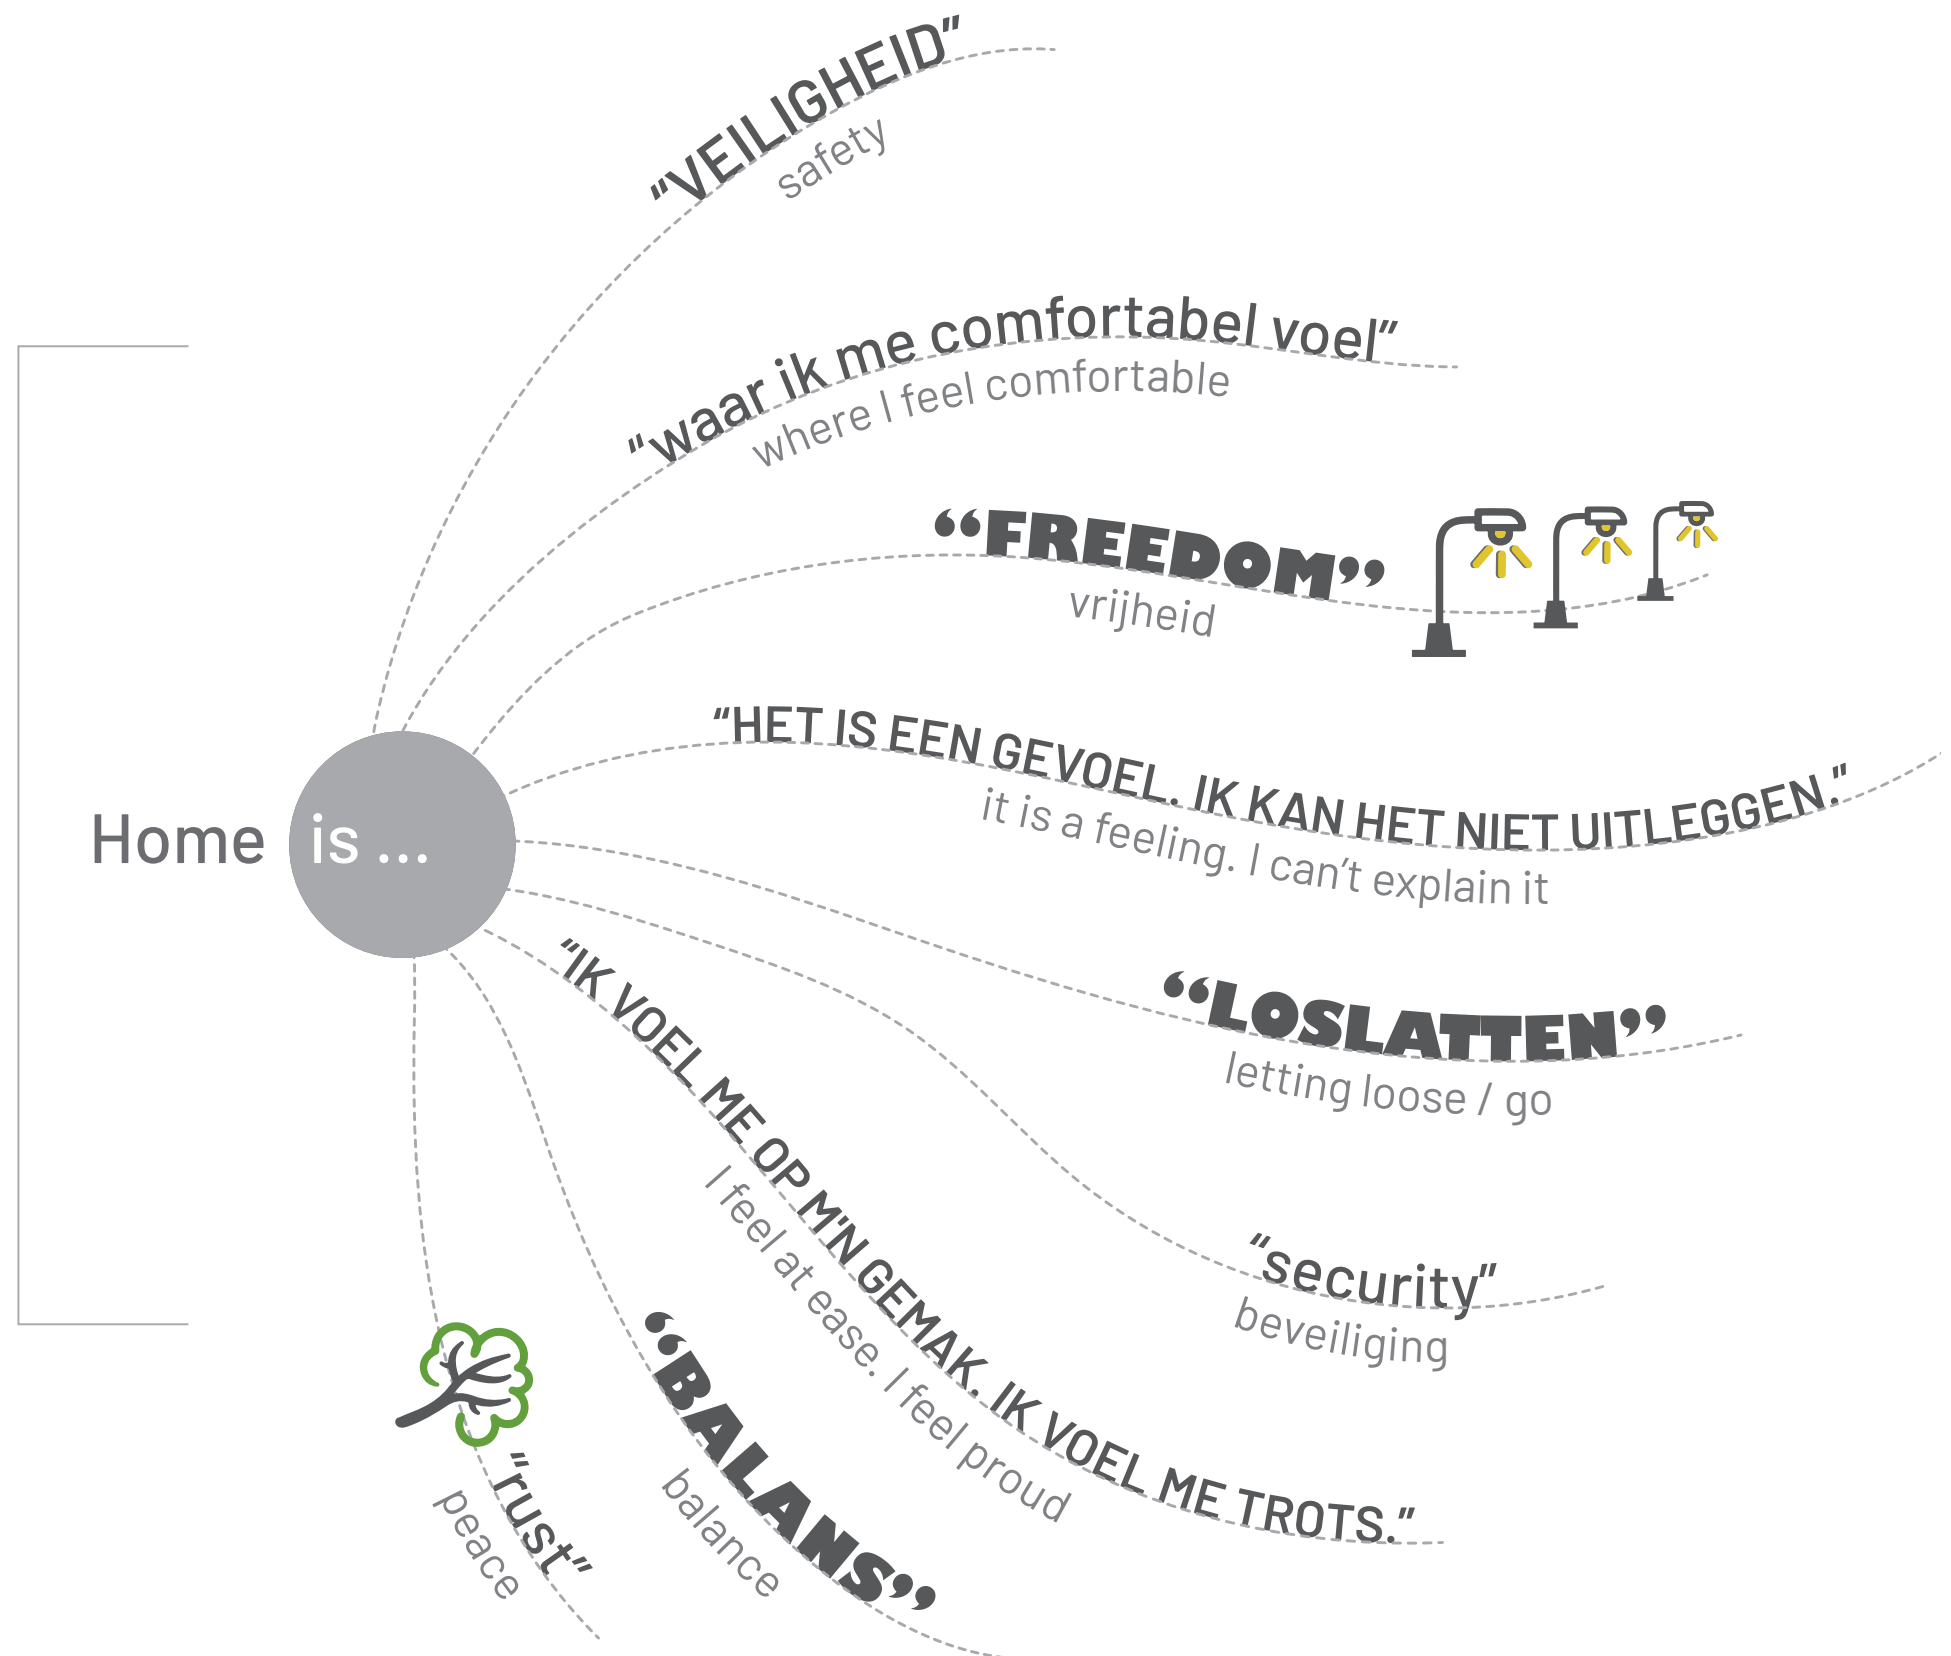 “VEILIGHEID”
safety
“waar ik me comfortabel voel”
where I feel comfortable
“FREEDOM”
vrijheid
“HET IS EEN GEVOEL. IK KAN HET NIET UITLEGGEN.”
it is a feeling. I can’t explain it
Home is ...
“LOSLATTEN”
letting loose / go
“security”
beveiliging
“IK VOEL ME OP M'N GEMAK. IK VOEL ME TROTS.”
I feel at ease. I feel proud
“BALANS”
balance
“rust”
peace